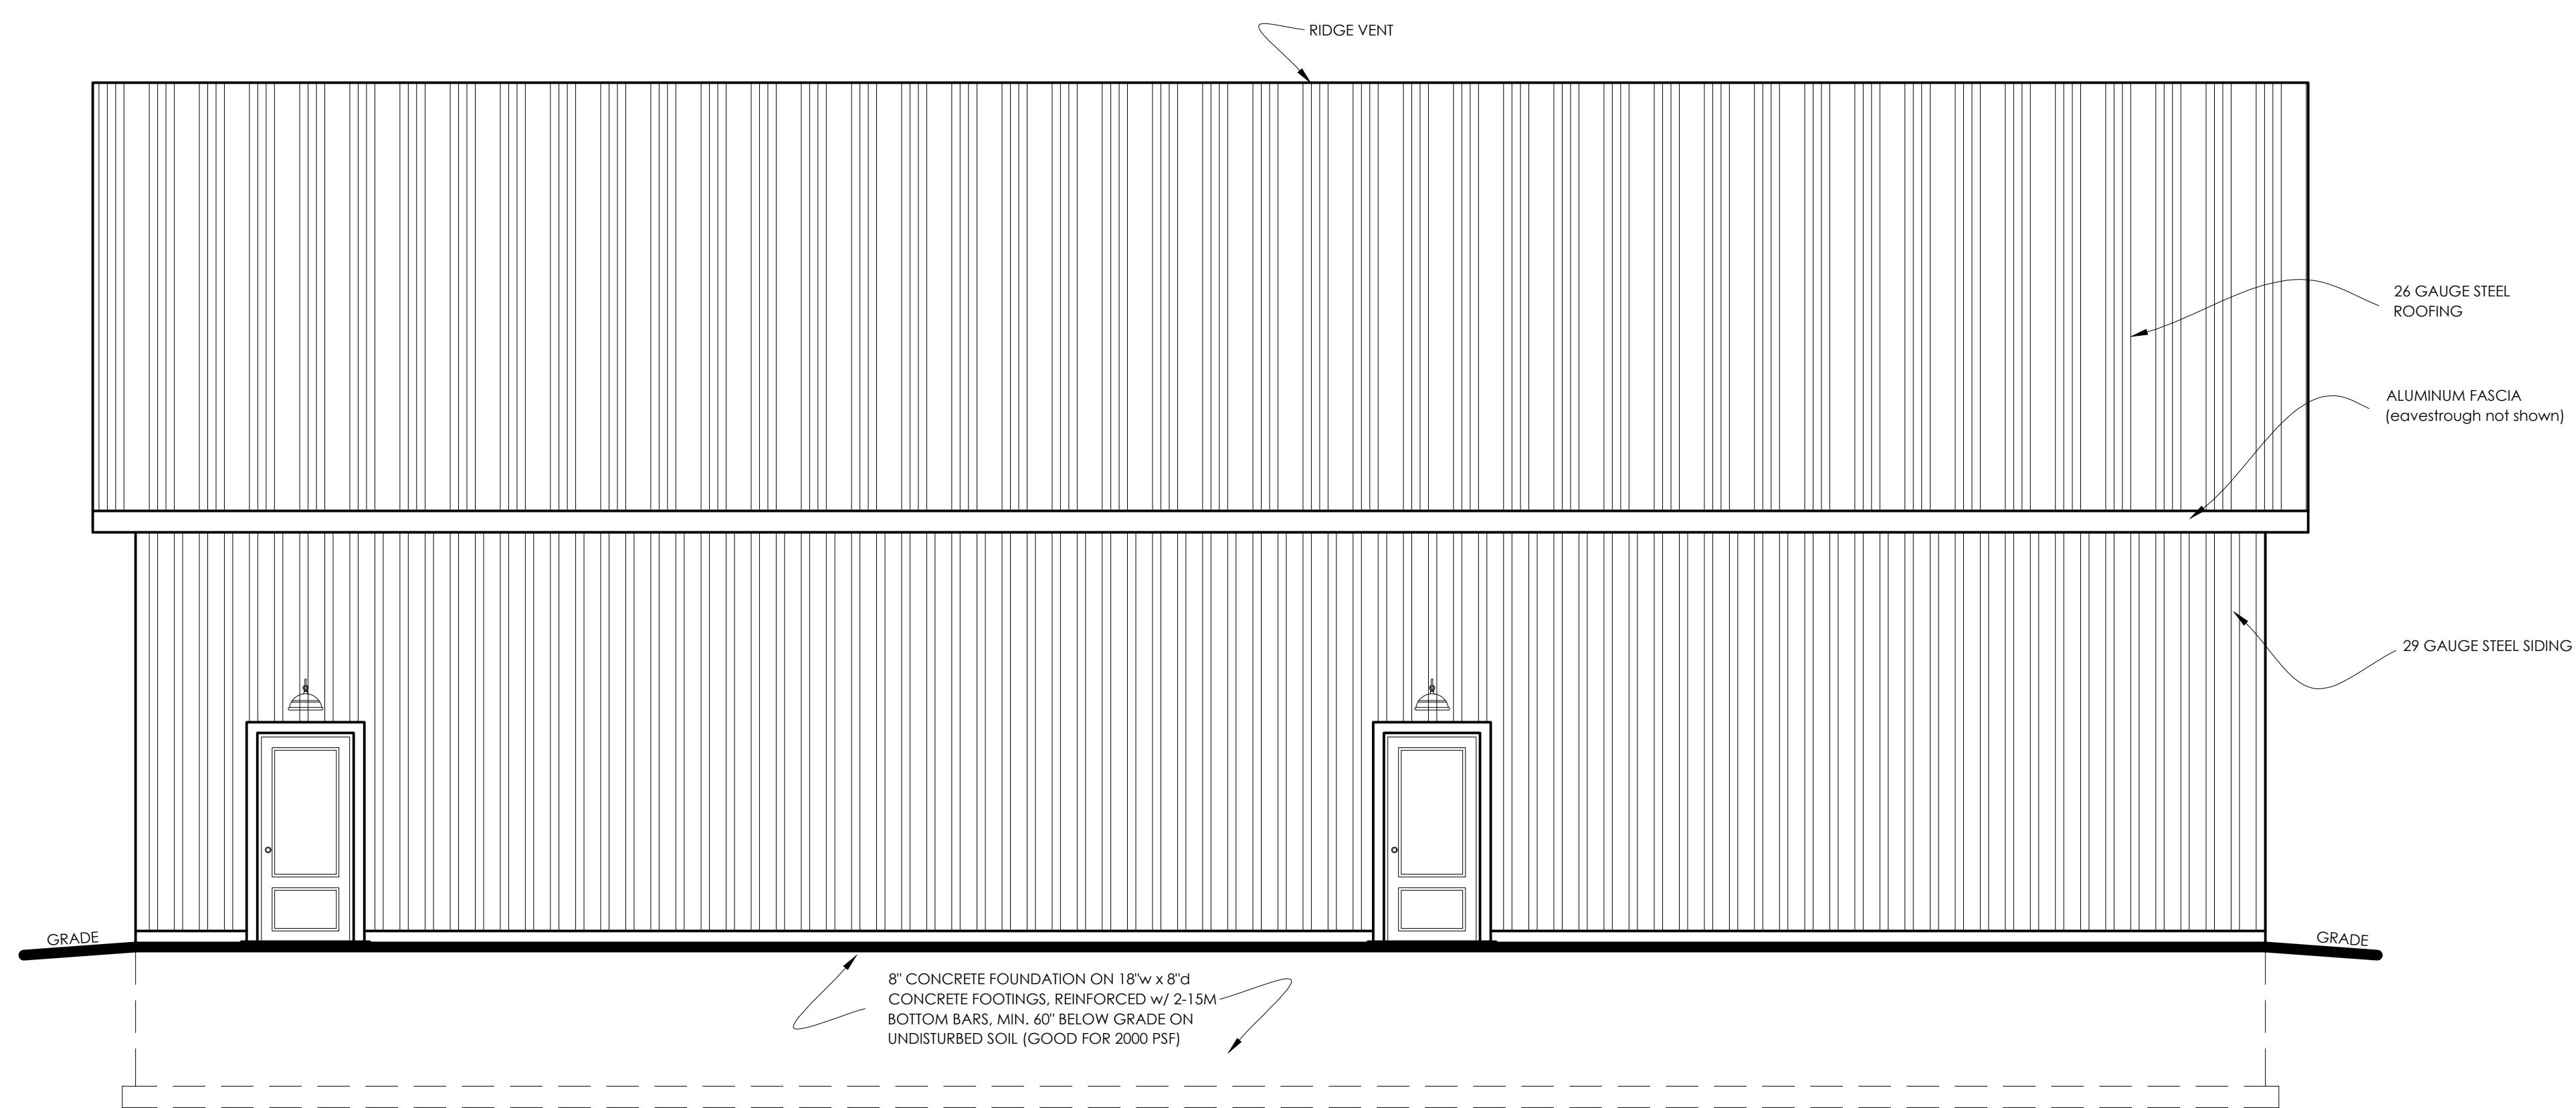 RIDGE VENT
26 GAUGE STEEL
ROOFING
ALUMINUM FASCIA
(eavestrough not shown)
29 GAUGE STEEL SIDING
GRADE
GRADE
8" CONCRETE FOUNDATION ON 18"w x 8"d
CONCRETE FOOTINGS, REINFORCED w/ 2-15M
BOTTOM BARS, MIN. 60" BELOW GRADE ON
UNDISTURBED SOIL (GOOD FOR 2000 PSF)